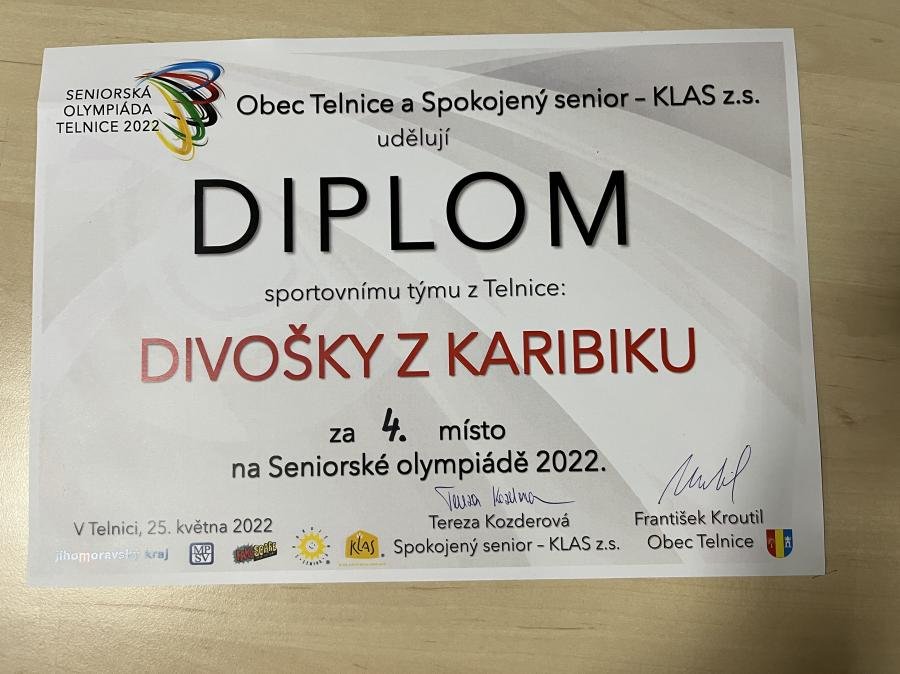 SENIORSKÁ
OLYMPIÁDA
TELNICE 2022
Obec Telnice a Spokojený senior – KLAS z.s.
udělují
DIPLOM
sportovnímu týmu z Telnice:
DIVOŠKY Z KARIBIKU
za 4. místo
na Seniorské olympiádě 2022.
V Telnici, 25. května 2022
Tereza Kozderová
Spokojený senior – KLAS z.s.
František Kroutil
Obec Telnice
jihomoravský kraj
MP
SV
KLAS